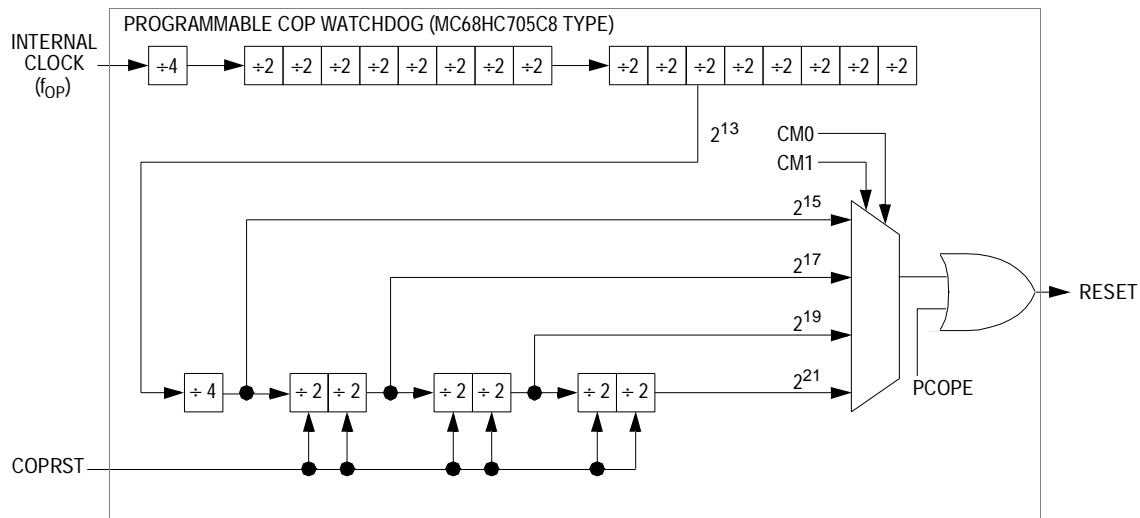 PROGRAMMABLE COP WATCHDOG (MC68HC705C8 TYPE)
INTERNAL
CLOCK
(fOP)
÷4 ÷2 ÷2 ÷2 ÷2 ÷2 ÷2 ÷2 ÷2 ÷2 ÷2 ÷2 ÷2 ÷2 ÷2 ÷2 ÷2
2^13
CM0
CM1
2^15
2^17
2^19
2^21
RESET
PCOPE
÷ 4 ÷ 2 ÷ 2 ÷ 2 ÷ 2 ÷ 2 ÷ 2
COPRST